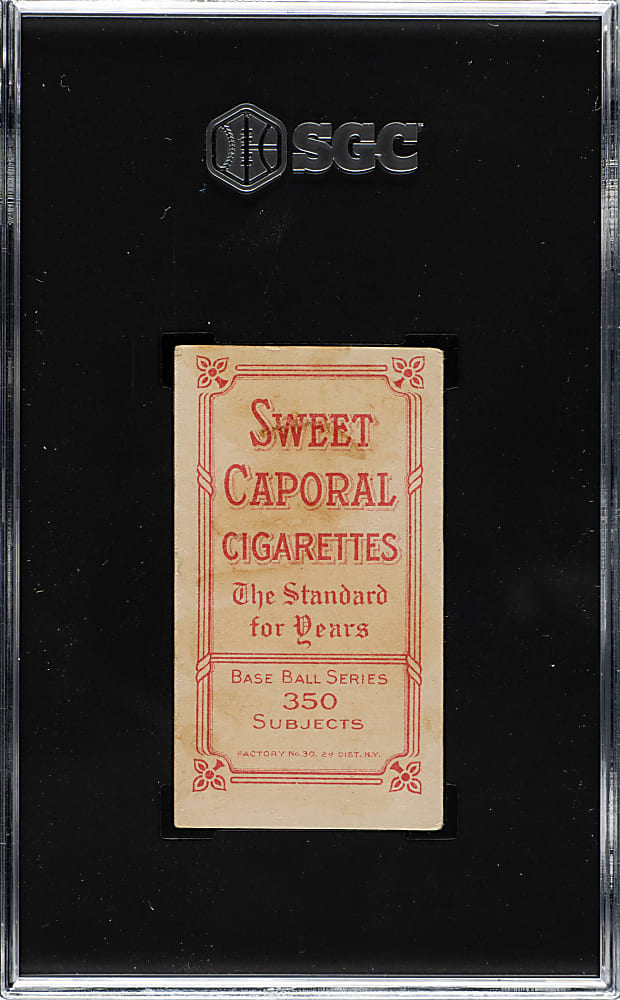 SGC
SWEET
CAPORAL
CIGARETTES
The Standard
for Years
BASE BALL SERIES
350
SUBJECTS
FACTORY No. 30, 2d DIST. N.Y.